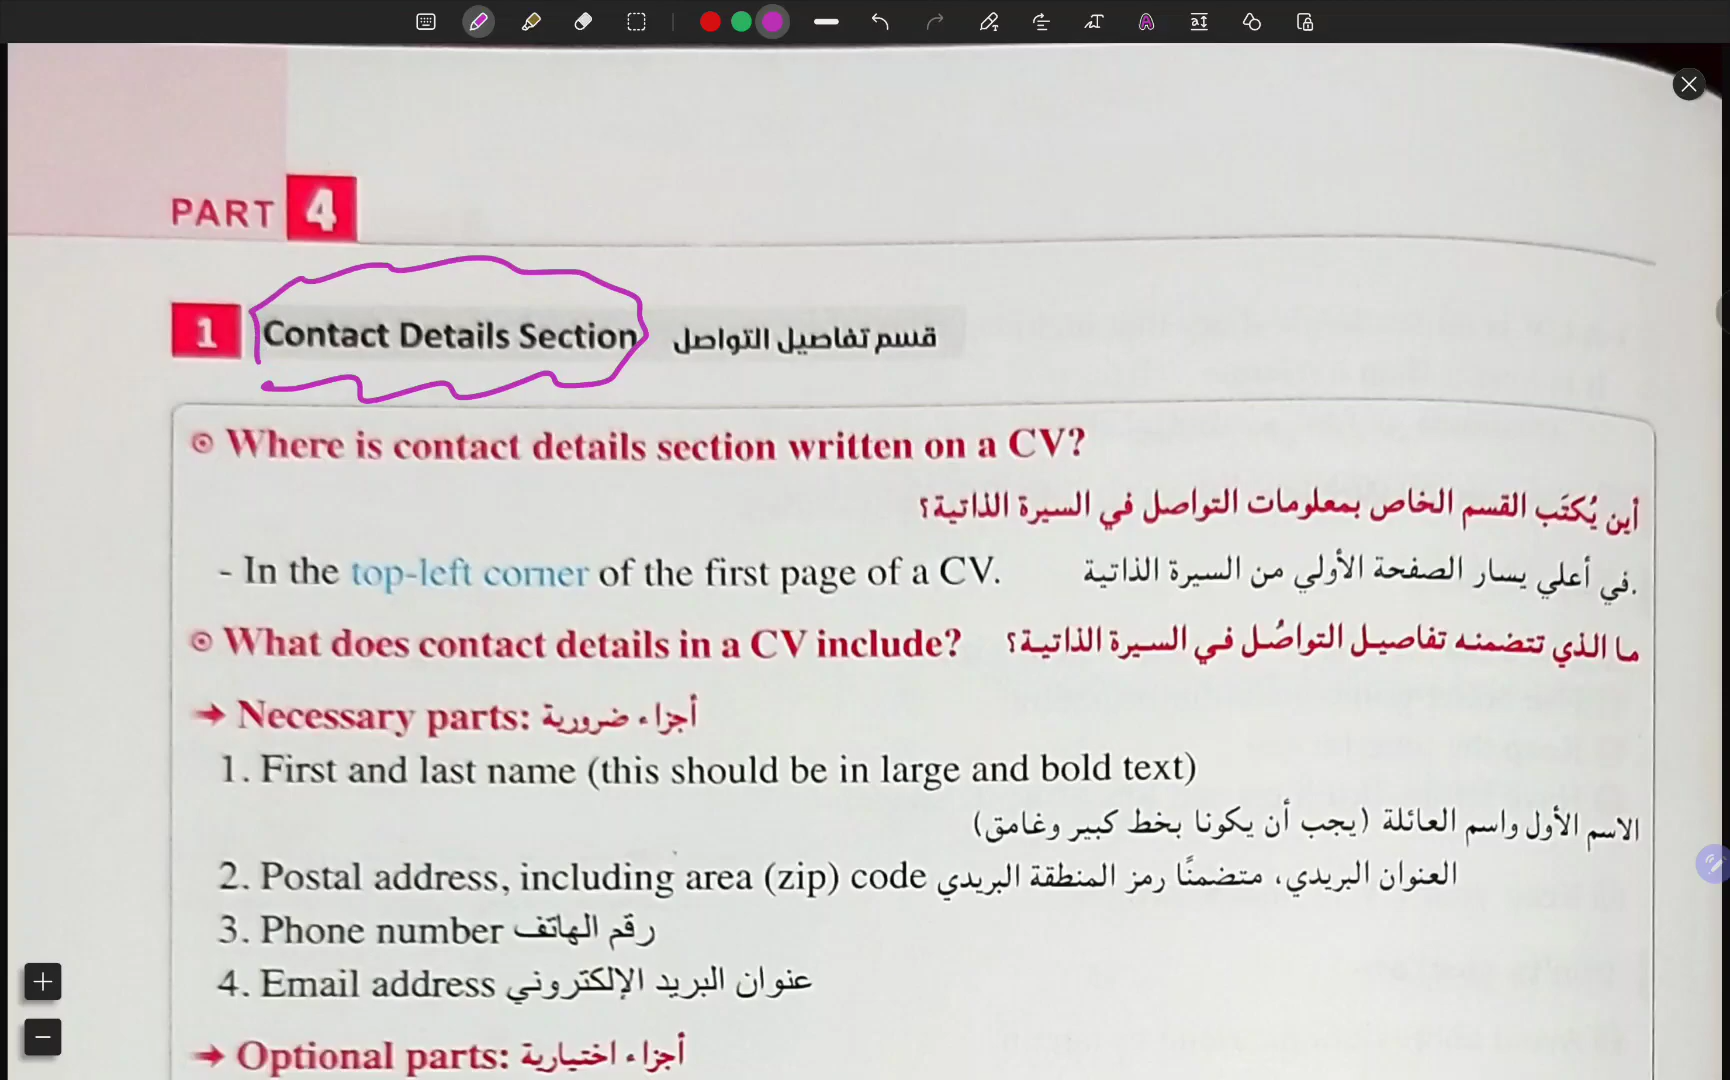 PART 4
1 Contact Details Section قسم تفاصيل التواصل
Where is contact details section written on a CV?
أين يُكتَب القسم الخاص بمعلومات التواصل في السيرة الذاتية؟
- In the top-left corner of the first page of a CV. في أعلي يسار الصفحة الأولي من السيرة الذاتية.
What does contact details in a CV include? ما الذي تتضمنه تفاصيل التواصُل في السيرة الذاتية؟
→ Necessary parts: أجزاء ضرورية
1. First and last name (this should be in large and bold text)
الاسم الأول واسم العائلة (يجب أن يكونا بخط كبير وغامق)
2. Postal address, including area (zip) code العنوان البريدي، متضمنًا رمز المنطقة البريدي
3. Phone number رقم الهاتف
4. Email address عنوان البريد الإلكتروني
→ Optional parts: أجزاء اختيارية